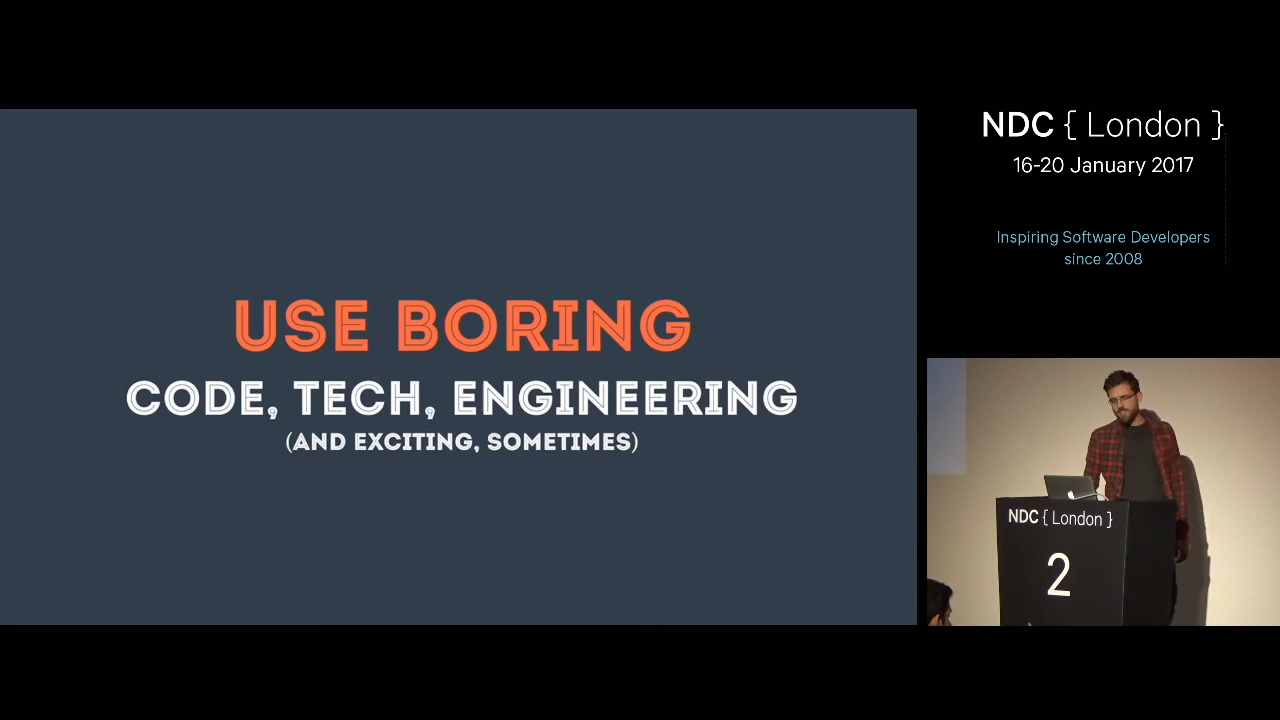 USE BORING
CODE, TECH, ENGINEERING
(AND EXCITING, SOMETIMES)
NDC { London }
16-20 January 2017
Inspiring Software Developers
since 2008
NDC { London }
2